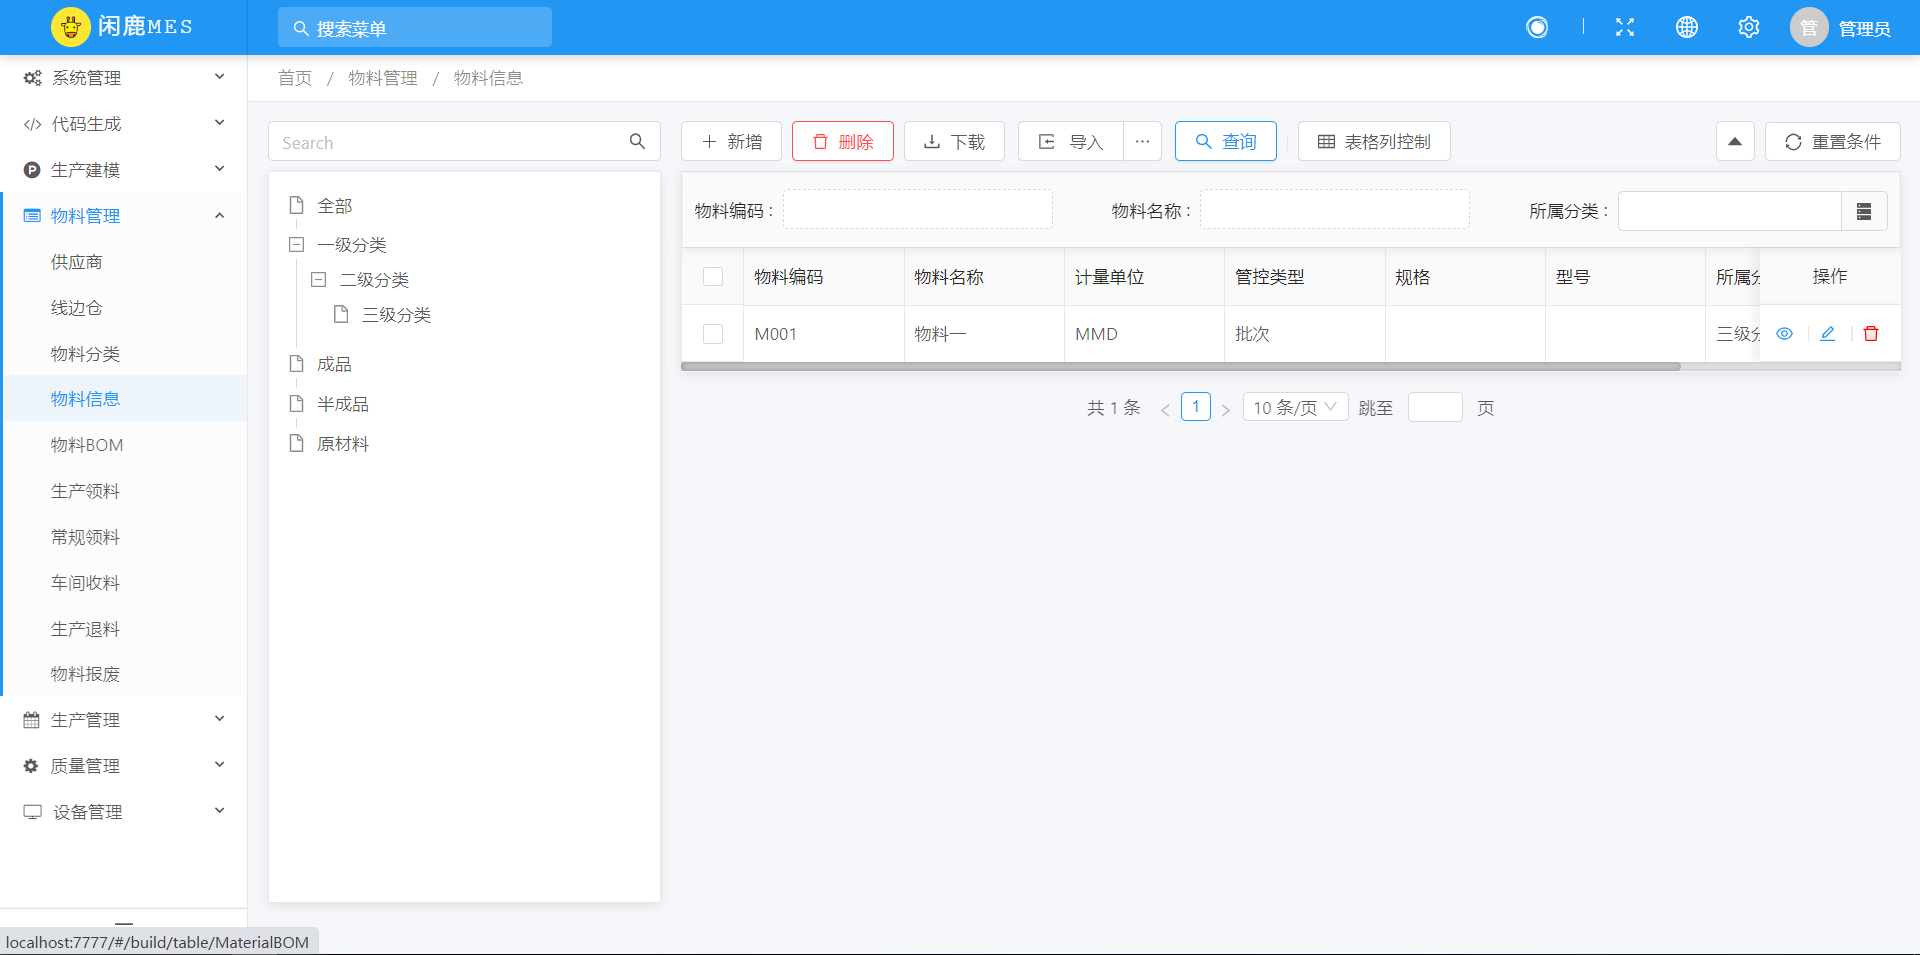 闲鹿MES
搜索菜单
管
管理员
系统管理
代码生成
生产建模
物料管理
供应商
线边仓
物料分类
物料信息
物料BOM
生产领料
常规领料
车间收料
生产退料
物料报废
生产管理
质量管理
设备管理
localhost:7777/#/build/table/MaterialBOM
首页 / 物料管理 / 物料信息
Search
全部
一级分类
二级分类
三级分类
成品
半成品
原材料
新增 删除 下载 导入 ··· 查询 表格列控制 重置条件
物料编码： 物料名称： 所属分类：
物料编码 物料名称 计量单位 管控类型 规格 型号 所属分 操作
M001 物料一 MMD 批次 三级分
共 1 条 < 1 > 10 条/页 跳至 页